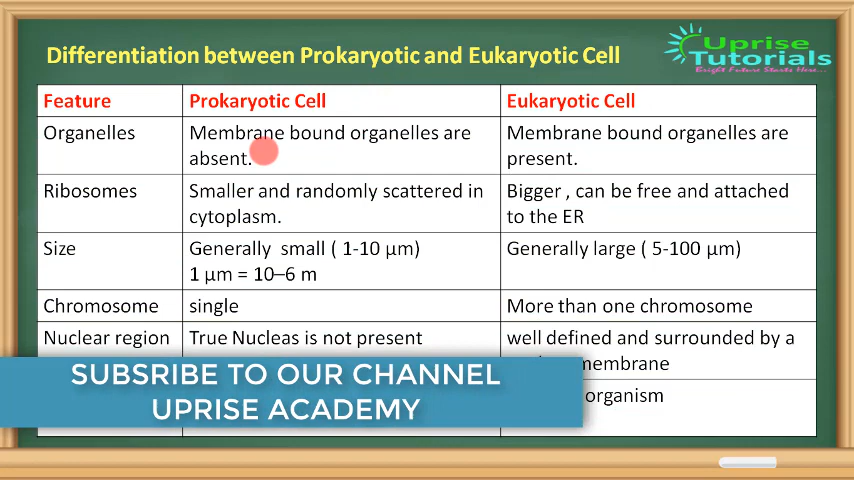 Differentiation between Prokaryotic and Eukaryotic Cell
Uprise
Tutorials
Bright Future Starts Here...
Feature Prokaryotic Cell Eukaryotic Cell
Organelles Membrane bound organelles are Membrane bound organelles are
absent. present.
Ribosomes Smaller and randomly scattered in Bigger , can be free and attached
cytoplasm. to the ER
Size Generally small ( 1-10 µm) Generally large ( 5-100 µm)
1 µm = 10–6 m
Chromosome single More than one chromosome
Nuclear region True Nucleas is not present well defined and surrounded by a
membrane
organism
SUBSRIBE TO OUR CHANNEL
UPRISE ACADEMY